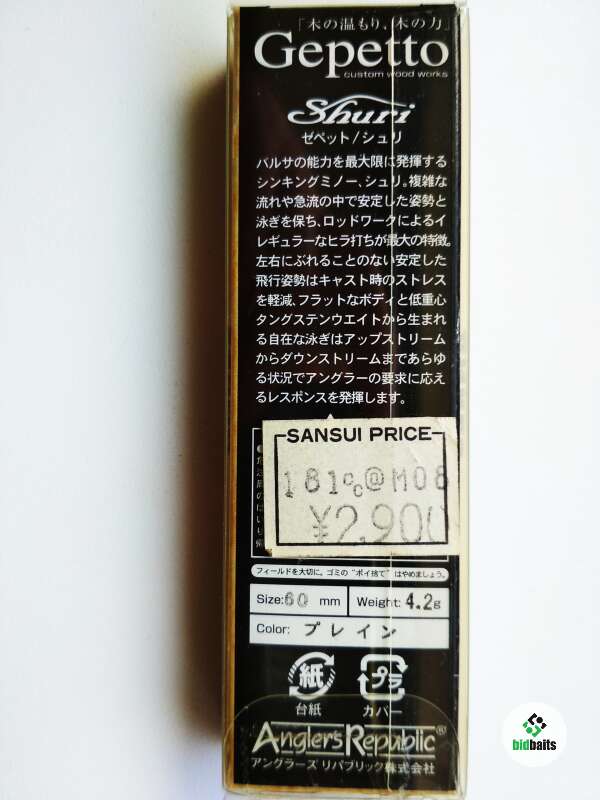 「木の温もり、木の力」
Gepetto
custom wood works
Shuri
ゼペット/シュリ
バルサの能力を最大限に発揮する
シンキングミノー、シュリ。複雑な
流れや急流の中で安定した姿勢と
泳ぎを保ち、ロッドワークによるイ
レギュラーなヒラ打ちが最大の特徴。
左右にぶれることのない安定した
飛行姿勢はキャスト時のストレス
を軽減、フラットなボディと低重心
タングステンウエイトから生まれ
る自在な泳ぎはアップストリーム
からダウンストリームまであらゆ
る状況でアングラーの要求に応え
るレスポンスを発揮します。
SANSUI PRICE
181%@M08
¥2,900
フィールドを大切に、ゴミの"ポイ捨て"はやめましょう。
Size:60 mm Weight: 4.2g
Color: プレイン
紙 プラ
台紙 カバー
Anglers Republic®
アングラーズ リパブリック株式会社
bidbaits